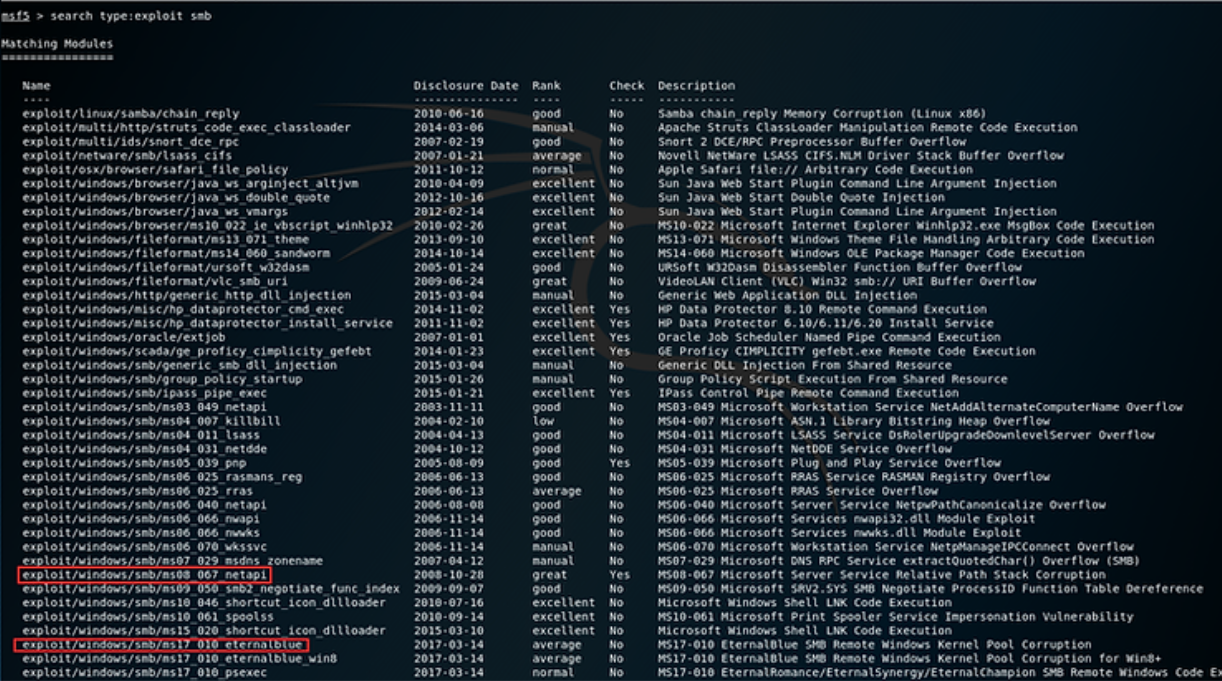 msf5 > search type:exploit smb
Matching Modules
================
Name Disclosure Date Rank Check Description
---- --------------- ---- ----- -----------
exploit/linux/samba/chain_reply 2010-06-16 good No Samba chain_reply Memory Corruption (Linux x86)
exploit/multi/http/struts_code_exec_classloader 2014-03-06 manual No Apache Struts ClassLoader Manipulation Remote Code Execution
exploit/multi/ids/snort_dce_rpc 2007-02-19 good No Snort 2 DCE/RPC Preprocessor Buffer Overflow
exploit/netware/smb/lsass_cifs 2007-01-21 average No Novell NetWare LSASS CIFS.NLM Driver Stack Buffer Overflow
exploit/osx/browser/safari_file_policy 2011-10-12 normal No Apple Safari file:// Arbitrary Code Execution
exploit/windows/browser/java_ws_arginject_altjvm 2010-04-09 excellent No Sun Java Web Start Plugin Command Line Argument Injection
exploit/windows/browser/java_ws_double_quote 2012-10-16 excellent No Sun Java Web Start Double Quote Injection
exploit/windows/browser/java_ws_vmargs 2012-02-14 excellent No Sun Java Web Start Plugin Command Line Argument Injection
exploit/windows/browser/ms10_022_ie_vbscript_winhlp32 2010-02-26 great No MS10-022 Microsoft Internet Explorer Winhlp32.exe MsgBox Code Execution
exploit/windows/fileformat/ms13_071_theme 2013-09-10 excellent No MS13-071 Microsoft Windows Theme File Handling Arbitrary Code Execution
exploit/windows/fileformat/ms14_060_sandworm 2014-10-14 excellent No MS14-060 Microsoft Windows OLE Package Manager Code Execution
exploit/windows/fileformat/ursoft_w32dasm 2005-01-24 good No URSoft W32Dasm Disassembler Function Buffer Overflow
exploit/windows/fileformat/vlc_smb_uri 2009-06-24 great No VideoLAN Client (VLC) Win32 smb:// URI Buffer Overflow
exploit/windows/http/generic_http_dll_injection 2015-03-04 manual No Generic Web Application DLL Injection
exploit/windows/misc/hp_dataprotector_cmd_exec 2014-11-02 excellent Yes HP Data Protector 8.10 Remote Command Execution
exploit/windows/misc/hp_dataprotector_install_service 2011-11-02 excellent Yes HP Data Protector 6.10/6.11/6.20 Install Service
exploit/windows/oracle/extjob 2007-01-01 excellent Yes Oracle Job Scheduler Named Pipe Command Execution
exploit/windows/scada/ge_proficy_cimplicity_gefebt 2014-01-23 excellent Yes GE Proficy CIMPLICITY gefebt.exe Remote Code Execution
exploit/windows/smb/generic_smb_dll_injection 2015-03-04 manual No Generic DLL Injection From Shared Resource
exploit/windows/smb/group_policy_startup 2015-01-26 manual No Group Policy Script Execution From Shared Resource
exploit/windows/smb/ipass_pipe_exec 2015-01-21 excellent Yes IPass Control Pipe Remote Command Execution
exploit/windows/smb/ms03_049_netapi 2003-11-11 good No MS03-049 Microsoft Workstation Service NetAddAlternateComputerName Overflow
exploit/windows/smb/ms04_007_killbill 2004-02-10 low No MS04-007 Microsoft ASN.1 Library Bitstring Heap Overflow
exploit/windows/smb/ms04_011_lsass 2004-04-13 good No MS04-011 Microsoft LSASS Service DsRolerUpgradeDownlevelServer Overflow
exploit/windows/smb/ms04_031_netdde 2004-10-12 good No MS04-031 Microsoft NetDDE Service Overflow
exploit/windows/smb/ms05_039_pnp 2005-08-09 good Yes MS05-039 Microsoft Plug and Play Service Overflow
exploit/windows/smb/ms06_025_rasmans_reg 2006-06-13 good No MS06-025 Microsoft RRAS Service RASMAN Registry Overflow
exploit/windows/smb/ms06_025_rras 2006-06-13 average No MS06-025 Microsoft RRAS Service Overflow
exploit/windows/smb/ms06_040_netapi 2006-08-08 good No MS06-040 Microsoft Server Service NetpwPathCanonicalize Overflow
exploit/windows/smb/ms06_066_nwapi 2006-11-14 good No MS06-066 Microsoft Services nwapi32.dll Module Exploit
exploit/windows/smb/ms06_066_nwwks 2006-11-14 good No MS06-066 Microsoft Services nwwks.dll Module Exploit
exploit/windows/smb/ms06_070_wkssvc 2006-11-14 manual No MS06-070 Microsoft Workstation Service NetpManageIPCConnect Overflow
exploit/windows/smb/ms07_029_msdns_zonename 2007-04-12 manual No MS07-029 Microsoft DNS RPC Service extractQuotedChar() Overflow (SMB)
exploit/windows/smb/ms08_067_netapi 2008-10-28 great Yes MS08-067 Microsoft Server Service Relative Path Stack Corruption
exploit/windows/smb/ms09_050_smb2_negotiate_func_index 2009-09-07 good No MS09-050 Microsoft SRV2.SYS SMB Negotiate ProcessID Function Table Dereference
exploit/windows/smb/ms10_046_shortcut_icon_dllloader 2010-07-16 excellent No Microsoft Windows Shell LNK Code Execution
exploit/windows/smb/ms10_061_spoolss 2010-09-14 excellent No MS10-061 Microsoft Print Spooler Service Impersonation Vulnerability
exploit/windows/smb/ms15_020_shortcut_icon_dllloader 2015-03-10 excellent No Microsoft Windows Shell LNK Code Execution
exploit/windows/smb/ms17_010_eternalblue 2017-03-14 average No MS17-010 EternalBlue SMB Remote Windows Kernel Pool Corruption
exploit/windows/smb/ms17_010_eternalblue_win8 2017-03-14 average No MS17-010 EternalBlue SMB Remote Windows Kernel Pool Corruption for Win8+
exploit/windows/smb/ms17_010_psexec 2017-03-14 normal No MS17-010 EternalRomance/EternalSynergy/EternalChampion SMB Remote Windows Code Ex